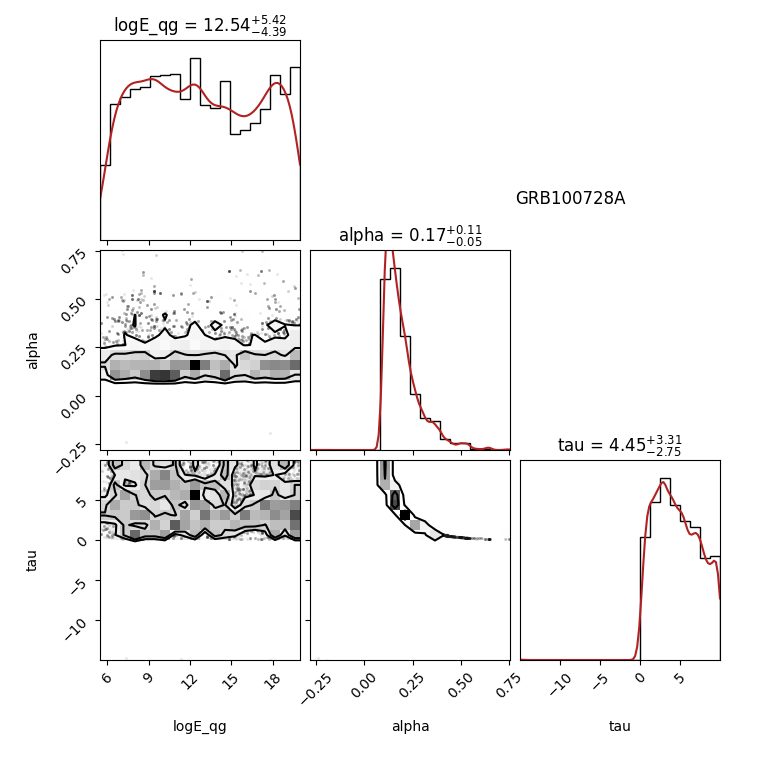 logE_qg = 12.54+5.42−4.39
GRB100728A
alpha = 0.17+0.11−0.05
0.75
0.50
0.25
0.00
−0.25
alpha
tau = 4.45+3.31−2.75
5
0
−5
−10
tau
6 9 12 15 18
−0.25 0.00 0.25 0.50 0.75
−10 −5 0 5
logE_qg alpha tau